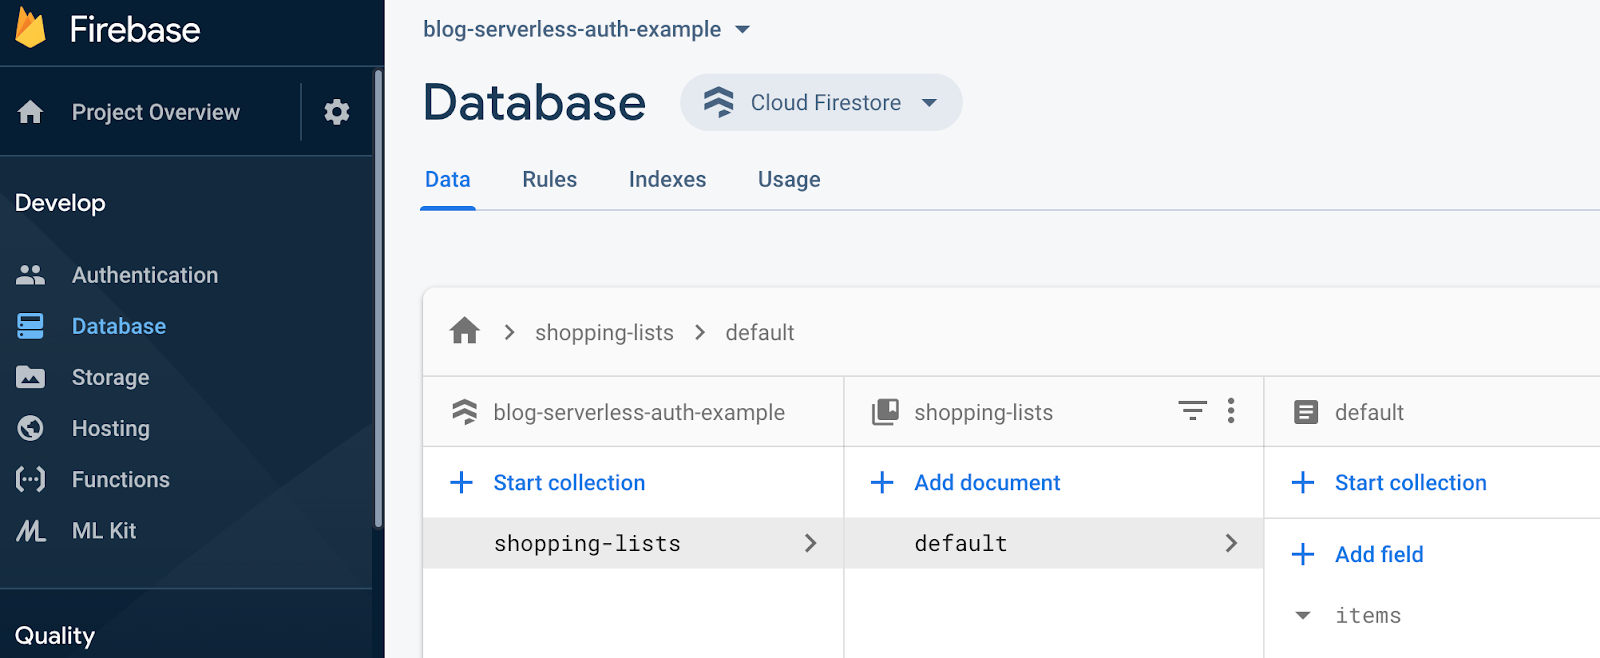 Firebase
Project Overview
Develop
Authentication
Database
Storage
Hosting
Functions
ML Kit
Quality
blog-serverless-auth-example
Database Cloud Firestore
Data Rules Indexes Usage
shopping-lists default
blog-serverless-auth-example shopping-lists default
Start collection Add document Start collection
shopping-lists default
Add field
items